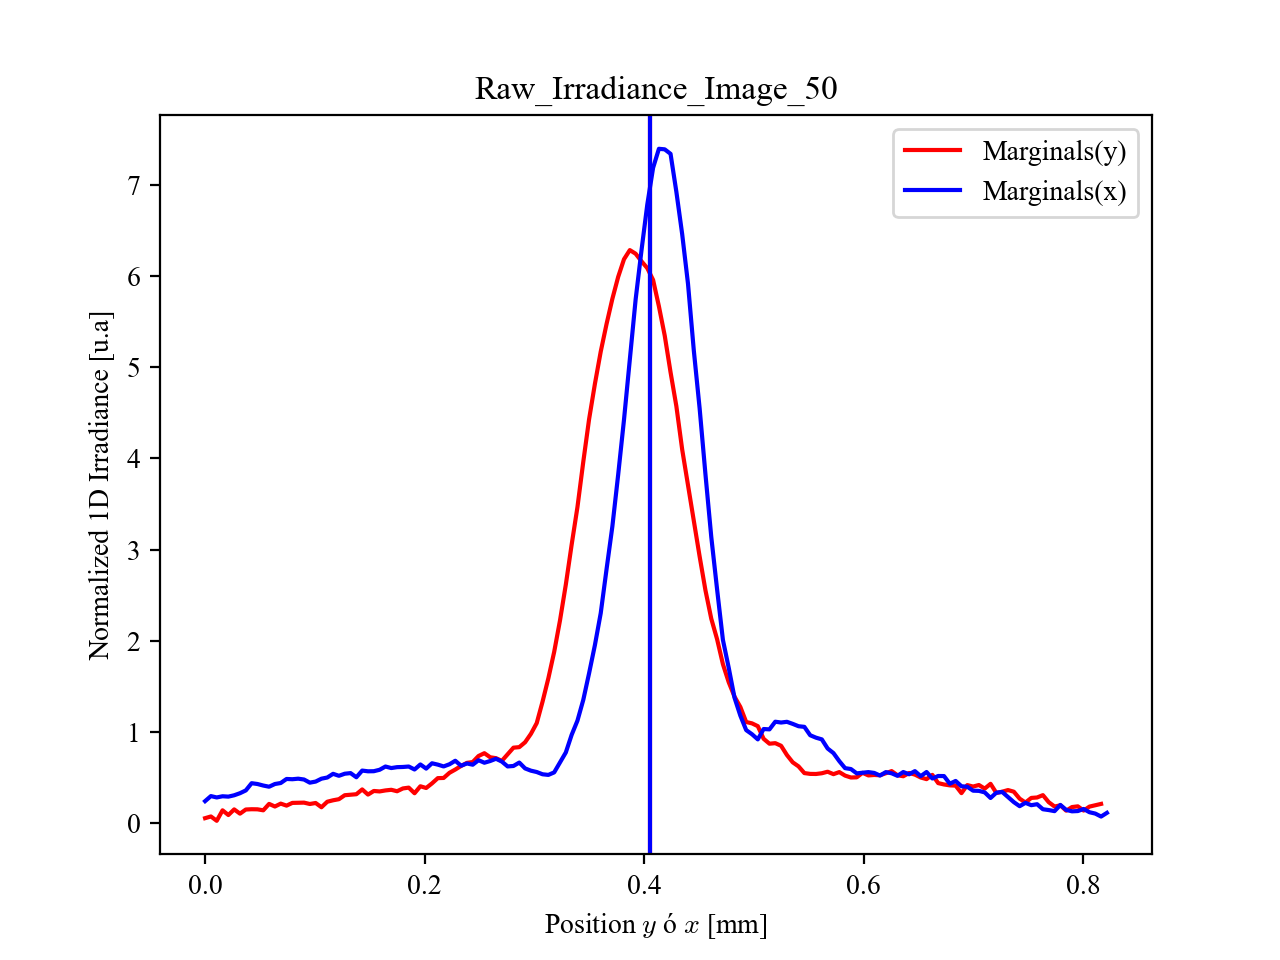 Raw_Irradiance_Image_50
Marginals(y)
Marginals(x)
Normalized 1D Irradiance [u.a]
7
6
5
4
3
2
1
0
0.0 0.2 0.4 0.6 0.8
Position y ó x [mm]